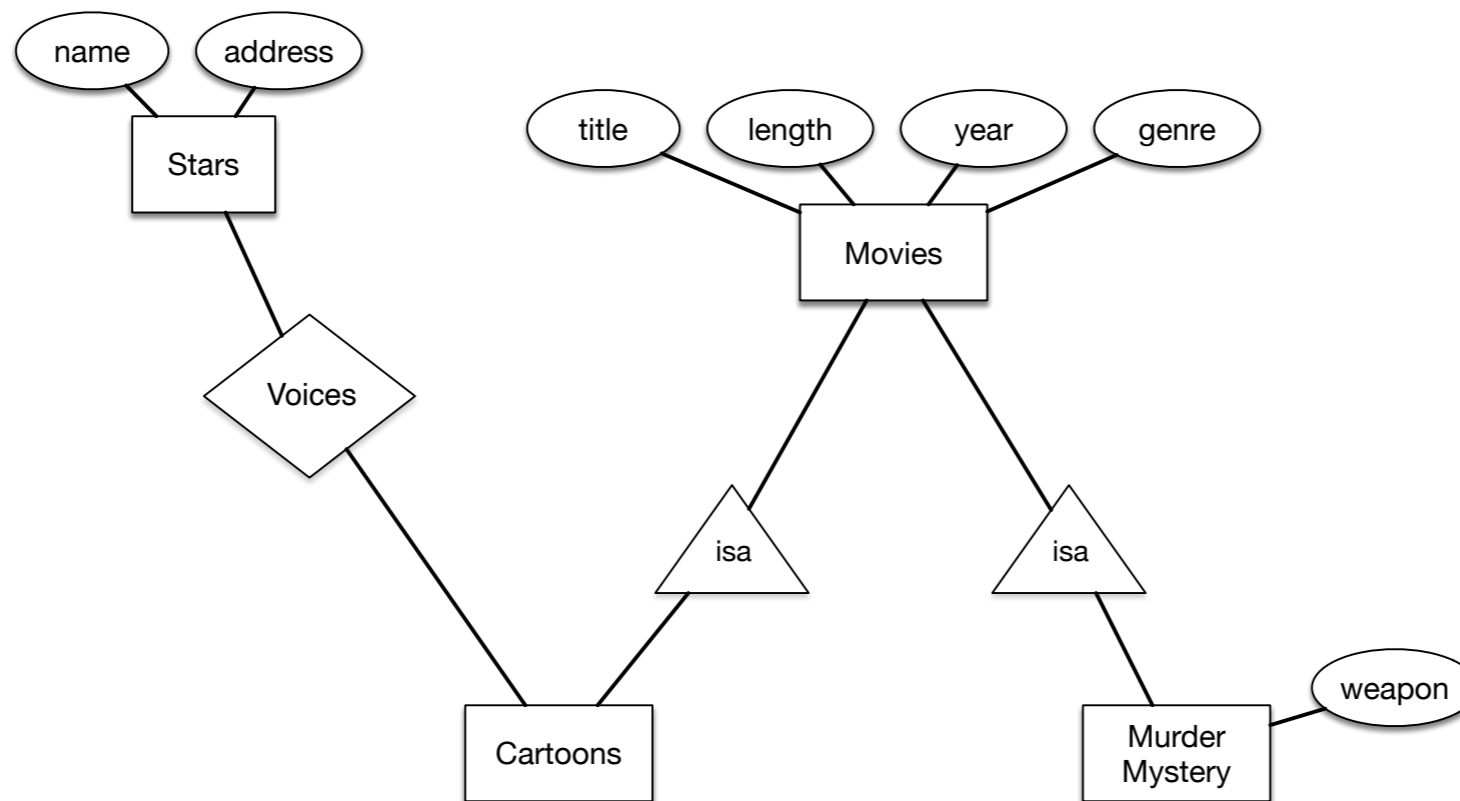 name
address
Stars
title
length
year
genre
Movies
Voices
isa
isa
Cartoons
Murder
Mystery
weapon